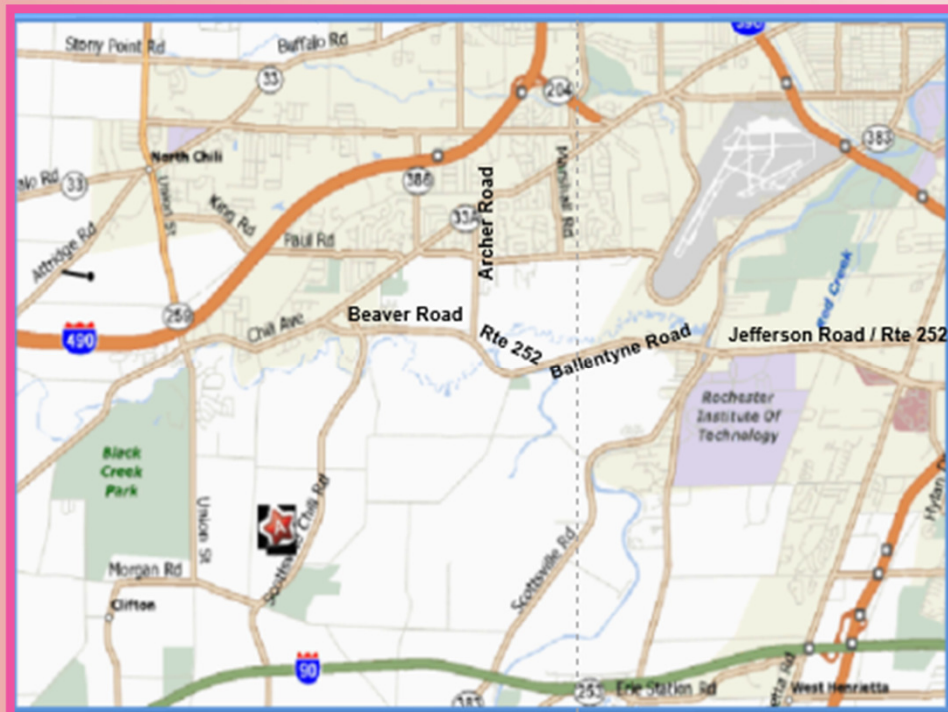 Stony Point Rd
Buffalo Rd
390
33
204
383
North Chili
33
386
Union St
King Rd
33A
Archer Road
Marshall Rd
Attridge Rd
Paul Rd
Red Creek
259
490
Chili Ave
Beaver Road
Rte 252
Ballentyne Road
Jefferson Road / Rte 252
Rochester
Institute Of
Technology
Black
Creek
Park
Union St
Scottsville Chili Rd
Scottsville Rd
Morgan Rd
Clifton
90
253
Erie Station Rd
West Henrietta